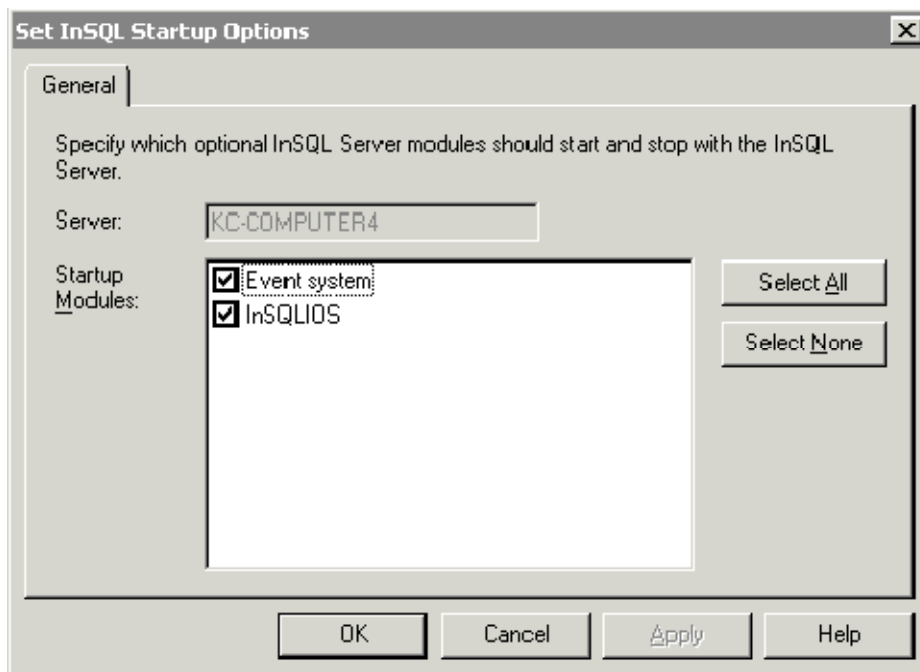 Set InSQL Startup Options
General
Specify which optional InSQL Server modules should start and stop with the InSQL
Server.
Server:
KC-COMPUTER4
Startup
Modules:
Event system
InSQLIOS
Select All
Select None
OK
Cancel
Apply
Help